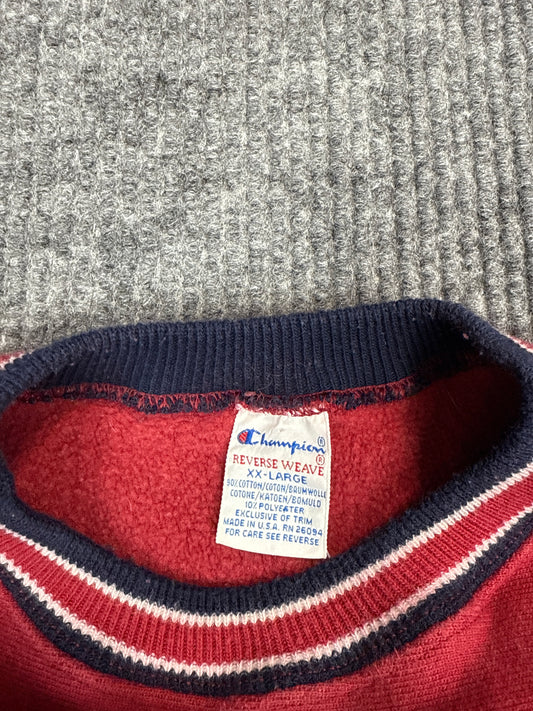 Champion®
REVERSE WEAVE®
XX-LARGE
90% COTTON/COTON/BAUMWOLLE
COTONE/KATOEN/BOMULD
10% POLYESTER
EXCLUSIVE OF TRIM
MADE IN U.S.A. RN 26094
FOR CARE SEE REVERSE